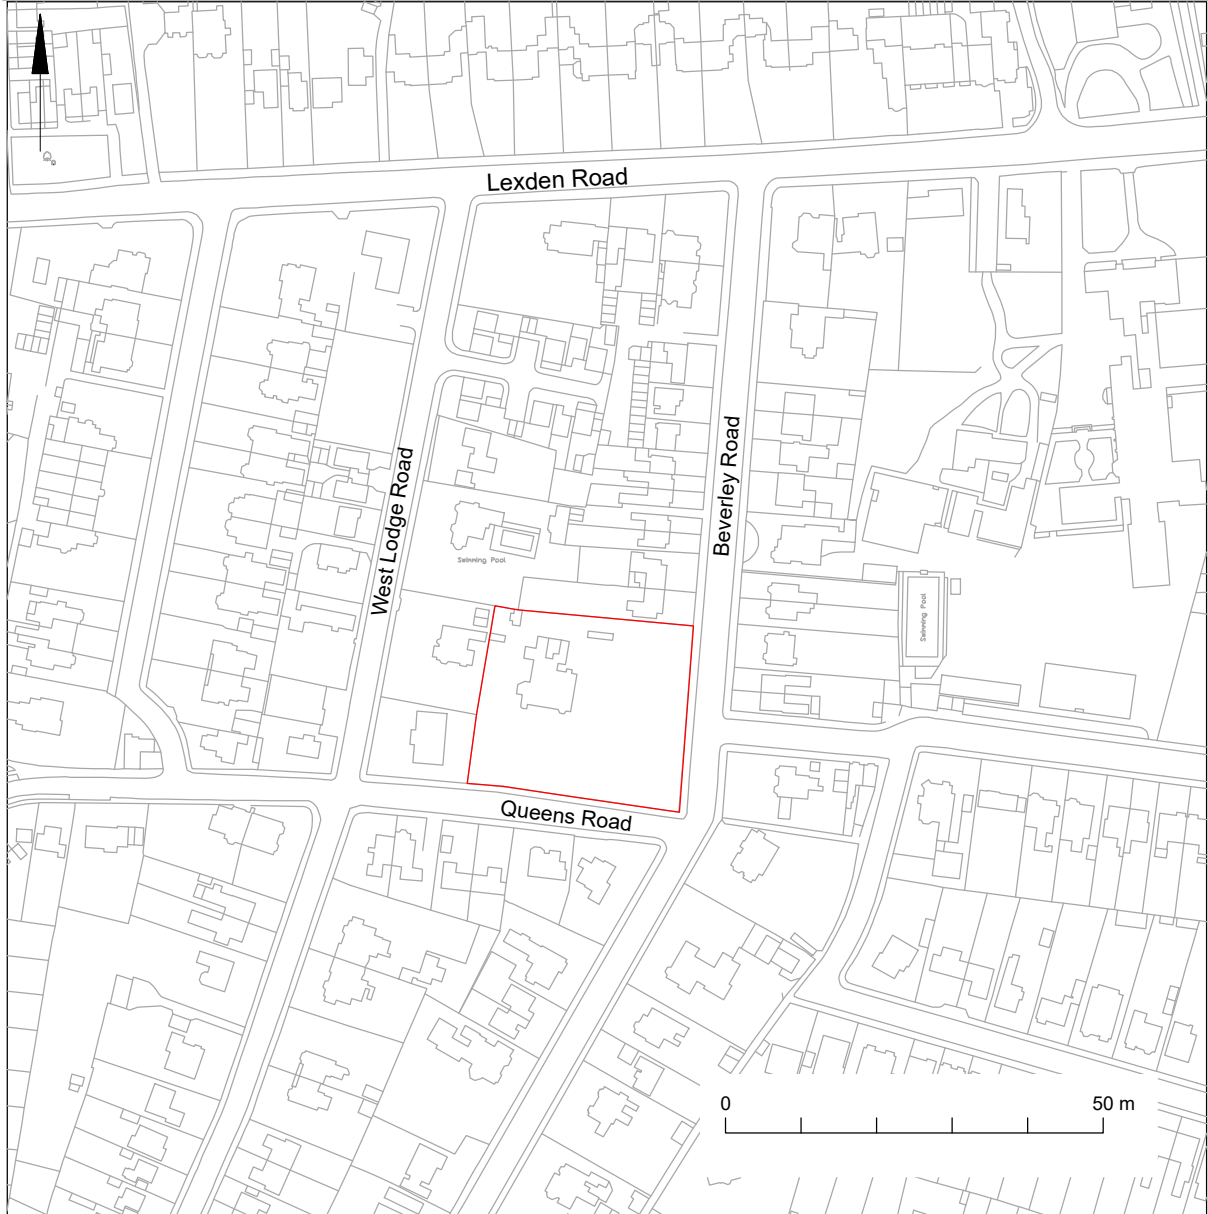 Lexden Road
West Lodge Road
Beverley Road
Swimming Pool
Swimming Pool
Queens Road
0 50 m